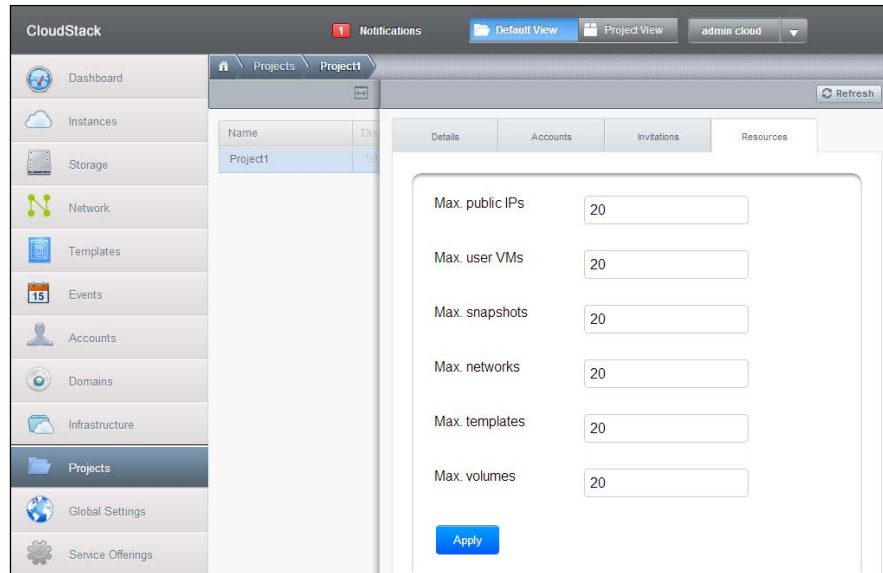 CloudStack
1 Notifications
Default View
Project View
admin cloud
Dashboard
Instances
Storage
Network
Templates
15 Events
Accounts
Domains
Infrastructure
Projects
Global Settings
Service Offerings
Projects
Project1
Refresh
Name
Project1
Details
Accounts
Invitations
Resources
Max. public IPs 20
Max. user VMs 20
Max. snapshots 20
Max. networks 20
Max. templates 20
Max. volumes 20
Apply